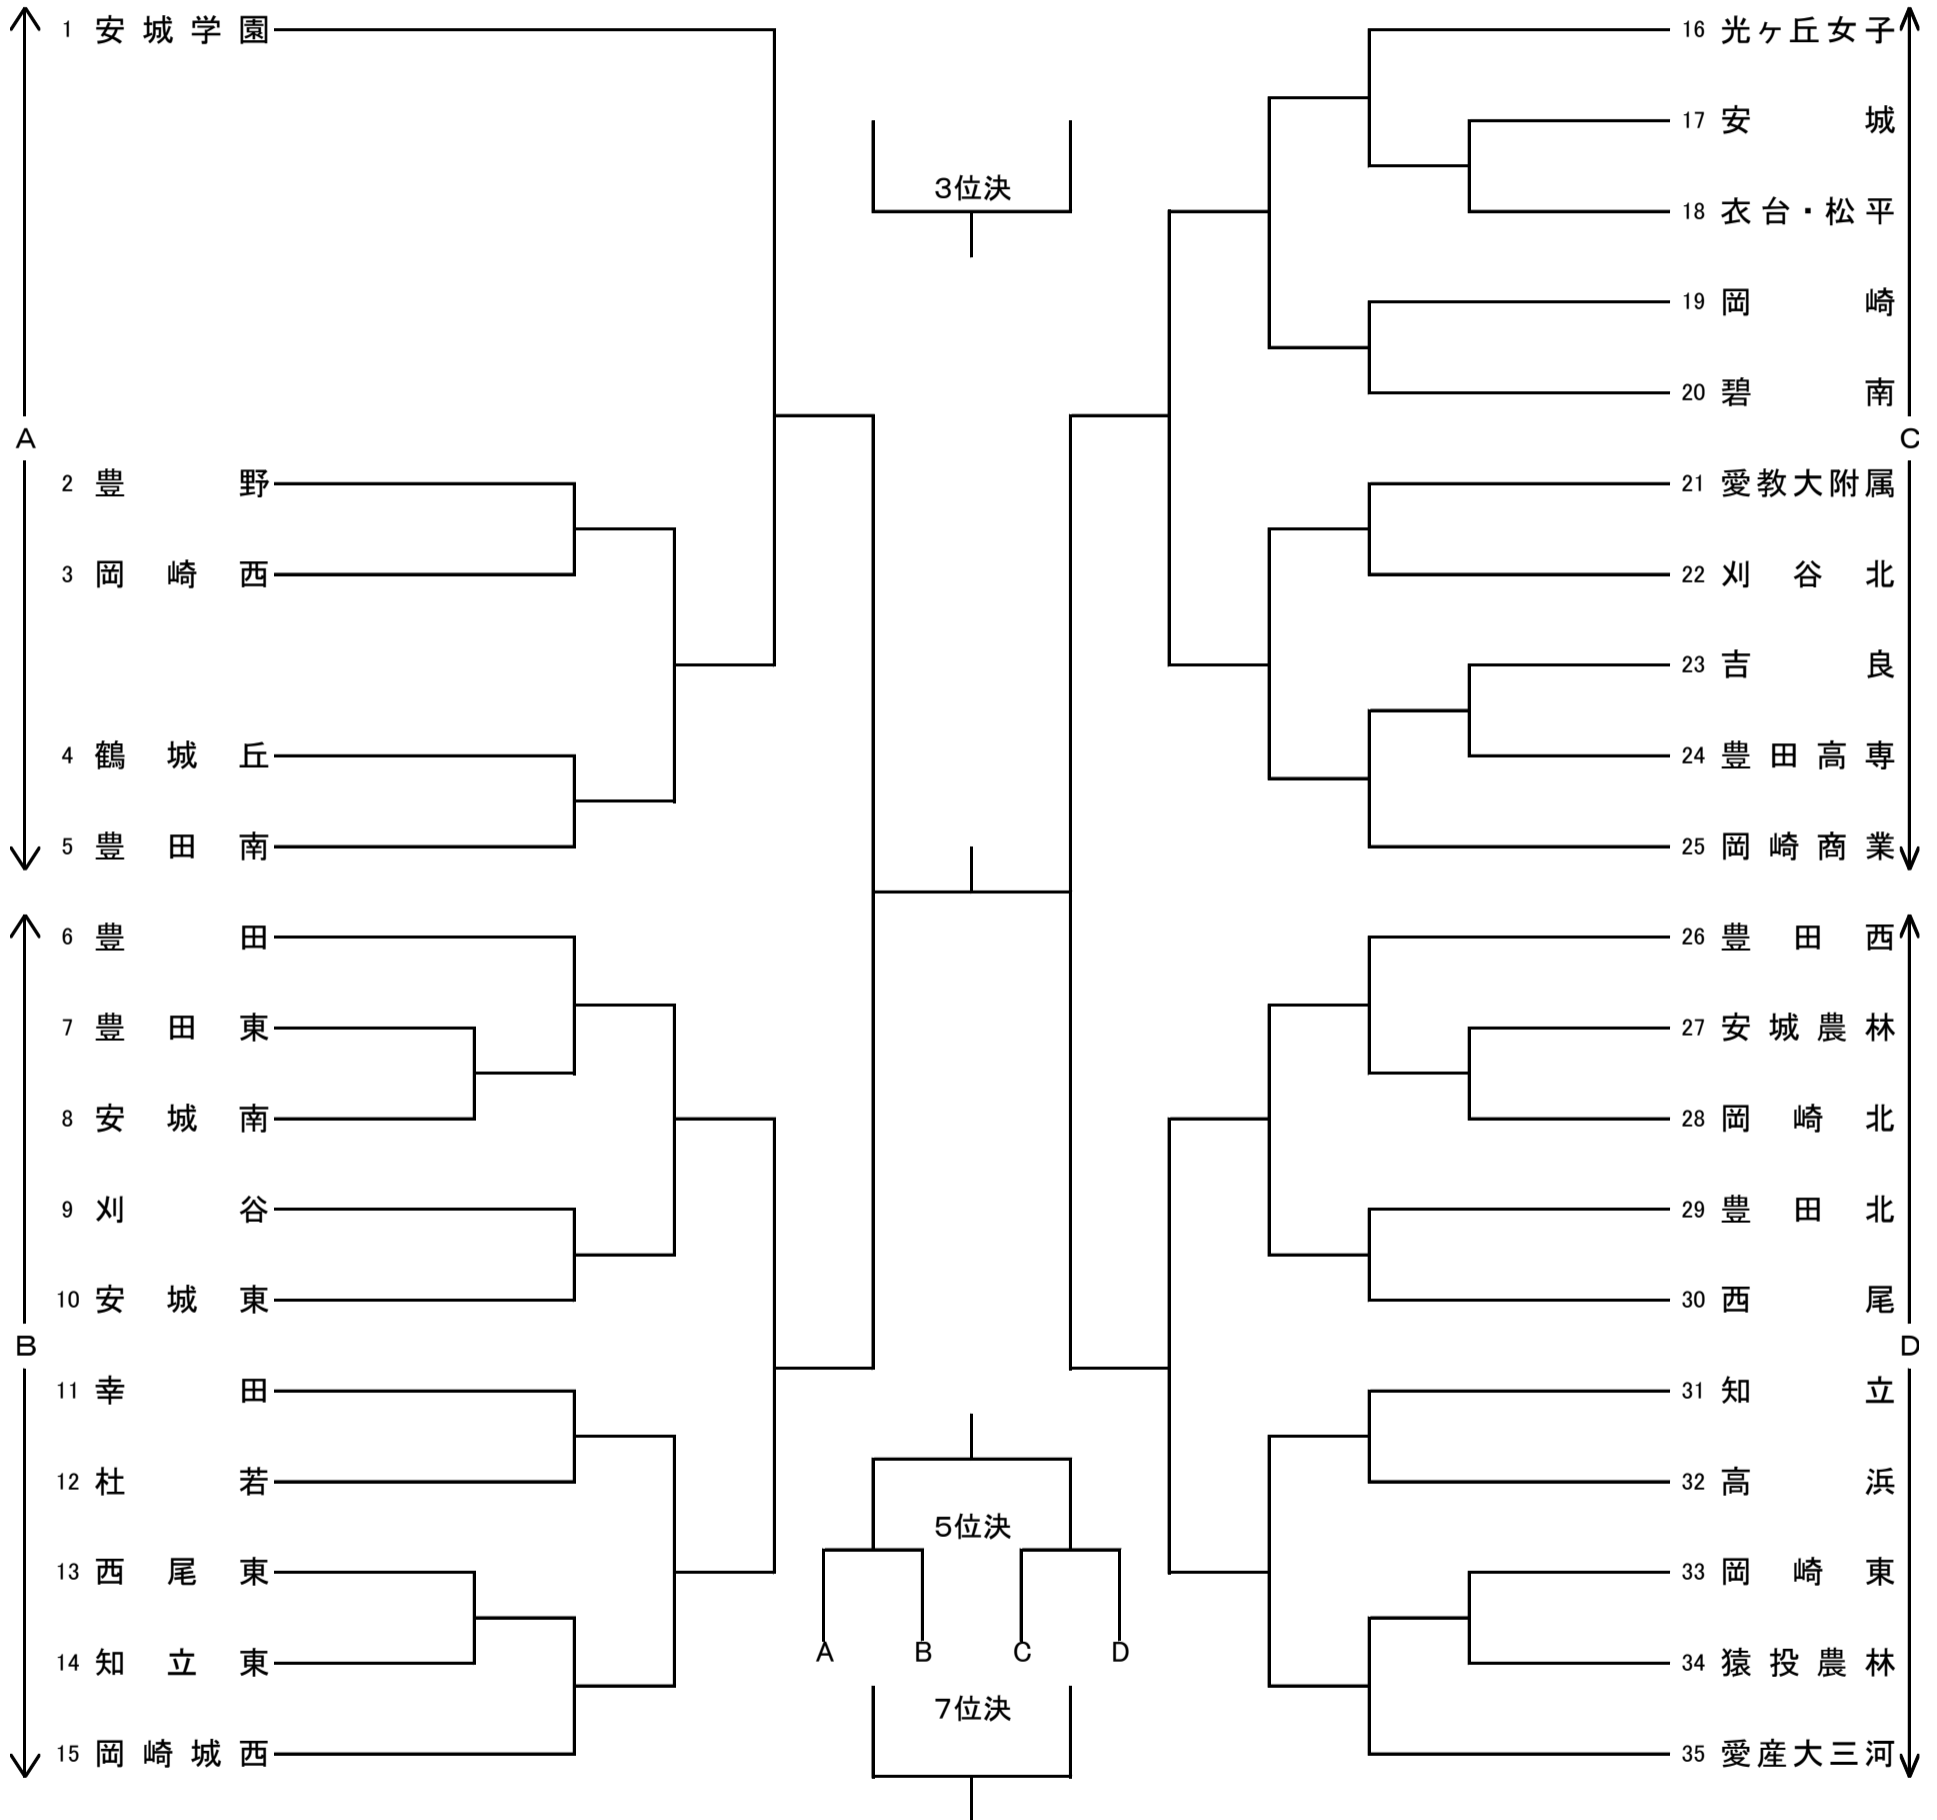 1 安城学園
2 豊野
3 岡崎西
4 鶴城丘
5 豊田南
A
6 豊田
7 豊田東
8 安城南
9 刈谷
10 安城東
11 幸田
12 杜若
13 西尾東
14 知立東
15 岡崎城西
B
3位決
5位決
A B C D
7位決
16 光ヶ丘女子
17 安城
18 衣台・松平
19 岡崎
20 碧南
21 愛教大附属
22 刈谷北
23 吉良
24 豊田高専
25 岡崎商業
C
26 豊田西
27 安城農林
28 岡崎北
29 豊田北
30 西尾
31 知立
32 高浜
33 岡崎東
34 猿投農林
35 愛産大三河
D